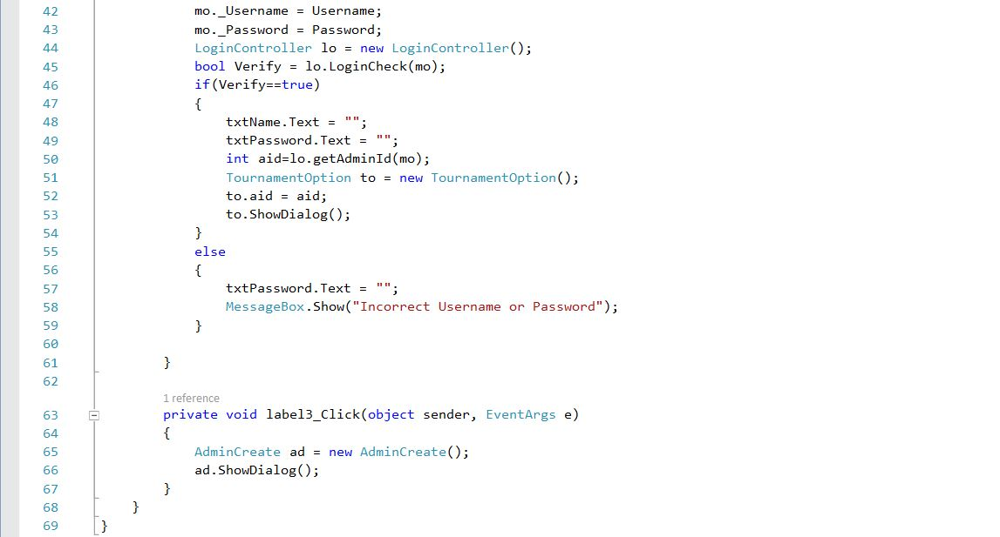 42 mo._Username = Username;
43 mo._Password = Password;
44 LoginController lo = new LoginController();
45 bool Verify = lo.LoginCheck(mo);
46 if(Verify==true)
47 {
48 txtName.Text = "";
49 txtPassword.Text = "";
50 int aid=lo.getAdminId(mo);
51 TournamentOption to = new TournamentOption();
52 to.aid = aid;
53 to.ShowDialog();
54 }
55 else
56 {
57 txtPassword.Text = "";
58 MessageBox.Show("Incorrect Username or Password");
59 }
60
61 }
62
1 reference
63 private void label3_Click(object sender, EventArgs e)
64 {
65 AdminCreate ad = new AdminCreate();
66 ad.ShowDialog();
67 }
68 }
69 }